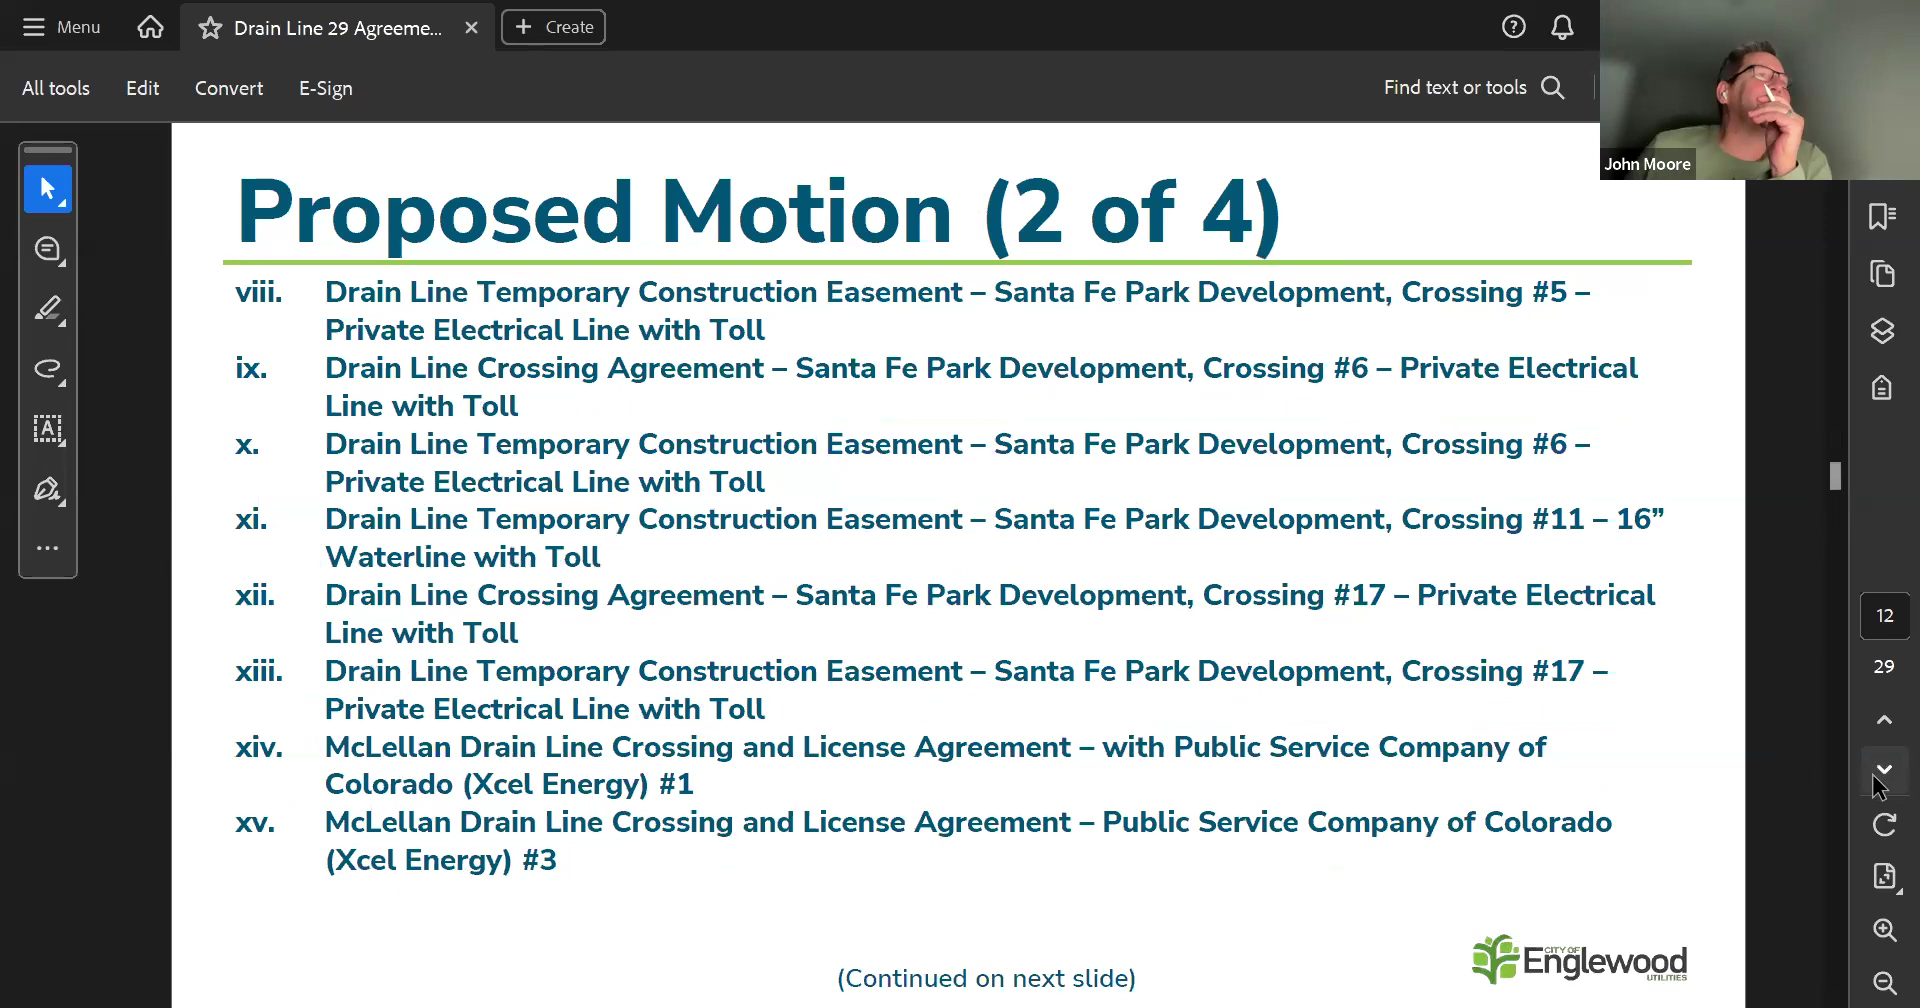 Menu
Drain Line 29 Agreeme...
Create
All tools
Edit
Convert
E-Sign
Find text or tools
John Moore
Proposed Motion (2 of 4)
viii. Drain Line Temporary Construction Easement – Santa Fe Park Development, Crossing #5 –
Private Electrical Line with Toll
ix. Drain Line Crossing Agreement – Santa Fe Park Development, Crossing #6 – Private Electrical
Line with Toll
x. Drain Line Temporary Construction Easement – Santa Fe Park Development, Crossing #6 –
Private Electrical Line with Toll
xi. Drain Line Temporary Construction Easement – Santa Fe Park Development, Crossing #11 – 16”
Waterline with Toll
xii. Drain Line Crossing Agreement – Santa Fe Park Development, Crossing #17 – Private Electrical
Line with Toll
xiii. Drain Line Temporary Construction Easement – Santa Fe Park Development, Crossing #17 –
Private Electrical Line with Toll
xiv. McLellan Drain Line Crossing and License Agreement – with Public Service Company of
Colorado (Xcel Energy) #1
xv. McLellan Drain Line Crossing and License Agreement – Public Service Company of Colorado
(Xcel Energy) #3
(Continued on next slide)
CITY OF
Englewood
UTILITIES
12
29